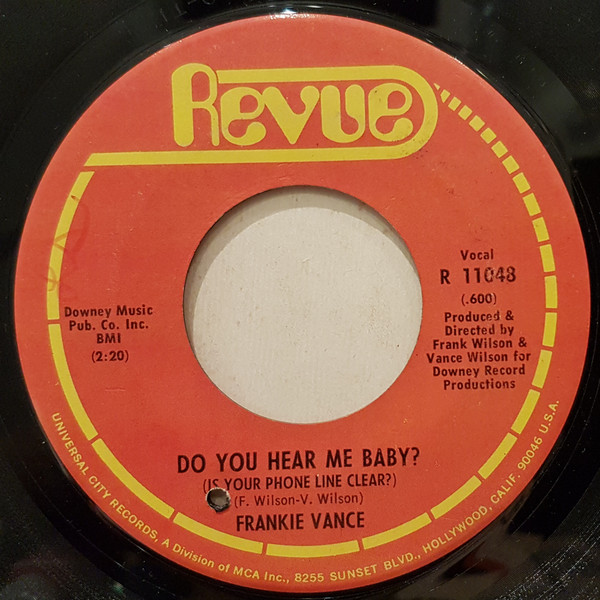 Revue
Vocal
R 11048
(.600)
Produced &
Directed by
Frank Wilson &
Vance Wilson for
Downey Record
Productions
Downey Music
Pub. Co. Inc.
BMI
(2:20)
DO YOU HEAR ME BABY?
(IS YOUR PHONE LINE CLEAR?)
(F. Wilson-V. Wilson)
FRANKIE VANCE
UNIVERSAL CITY RECORDS, A Division of MCA Inc., 8255 SUNSET BLVD., HOLLYWOOD, CALIF. 90046 U.S.A.